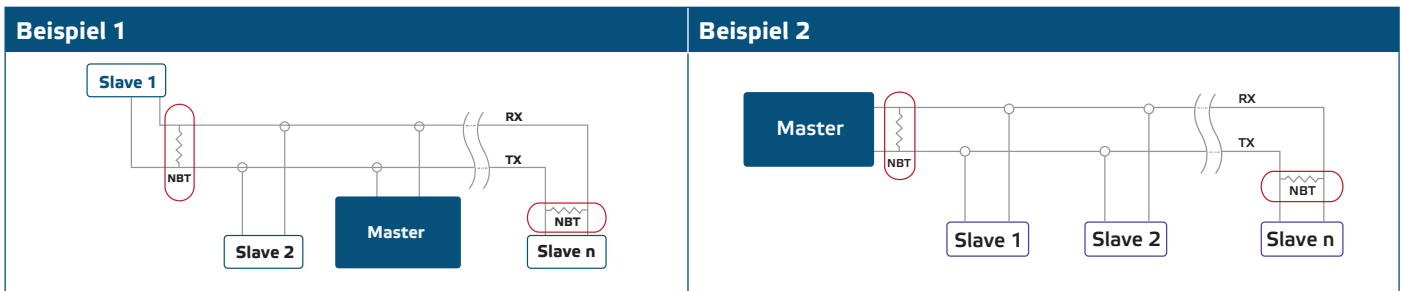 Beispiel 1
Slave 1
RX
TX
NBT
NBT
Slave 2
Master
Slave n
Beispiel 2
Master
RX
TX
NBT
NBT
Slave 1
Slave 2
Slave n